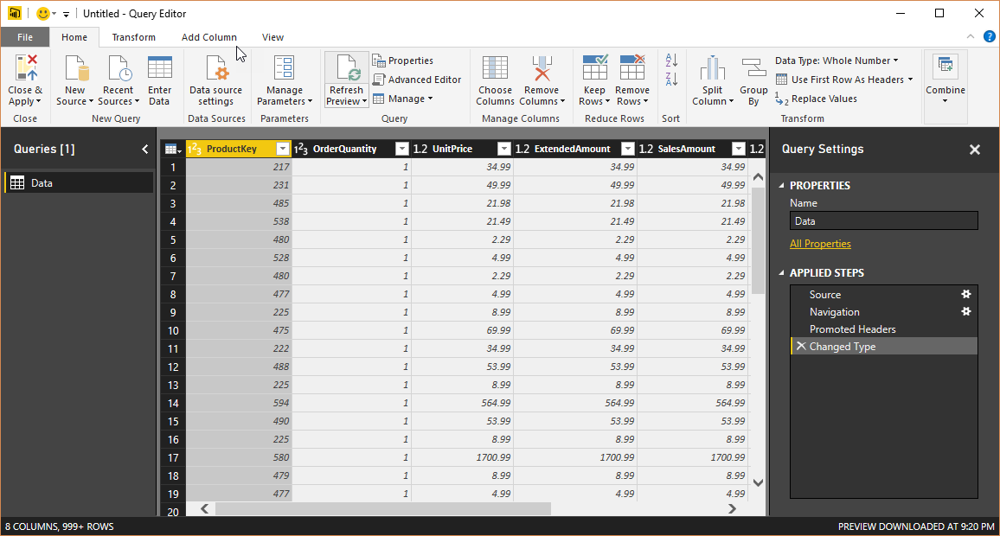 Untitled - Query Editor
File Home Transform Add Column View
Close & Apply
New Source
Recent Sources
Enter Data
Data source settings
Manage Parameters
Refresh Preview
Properties
Advanced Editor
Manage
Choose Columns
Remove Columns
Keep Rows
Remove Rows
Split Column
Group By
Data Type: Whole Number
Use First Row As Headers
Replace Values
Combine
Close New Query Data Sources Parameters Query Manage Columns Reduce Rows Sort Transform
Queries [1]
Data
ProductKey OrderQuantity 1.2 UnitPrice 1.2 ExtendedAmount 1.2 SalesAmount 1.2
1 217 1 34.99 34.99 34.99
2 231 1 49.99 49.99 49.99
3 485 1 21.98 21.98 21.98
4 538 1 21.49 21.49 21.49
5 480 1 2.29 2.29 2.29
6 528 1 4.99 4.99 4.99
7 480 1 2.29 2.29 2.29
8 477 1 4.99 4.99 4.99
9 225 1 8.99 8.99 8.99
10 475 1 69.99 69.99 69.99
11 222 1 34.99 34.99 34.99
12 488 1 53.99 53.99 53.99
13 225 1 8.99 8.99 8.99
14 594 1 564.99 564.99 564.99
15 490 1 53.99 53.99 53.99
16 225 1 8.99 8.99 8.99
17 580 1 1700.99 1700.99 1700.99
18 479 1 8.99 8.99 8.99
19 477 1 4.99 4.99 4.99
20
Query Settings
PROPERTIES
Name
Data
All Properties
APPLIED STEPS
Source
Navigation
Promoted Headers
Changed Type
8 COLUMNS, 999+ ROWS
PREVIEW DOWNLOADED AT 9:20 PM